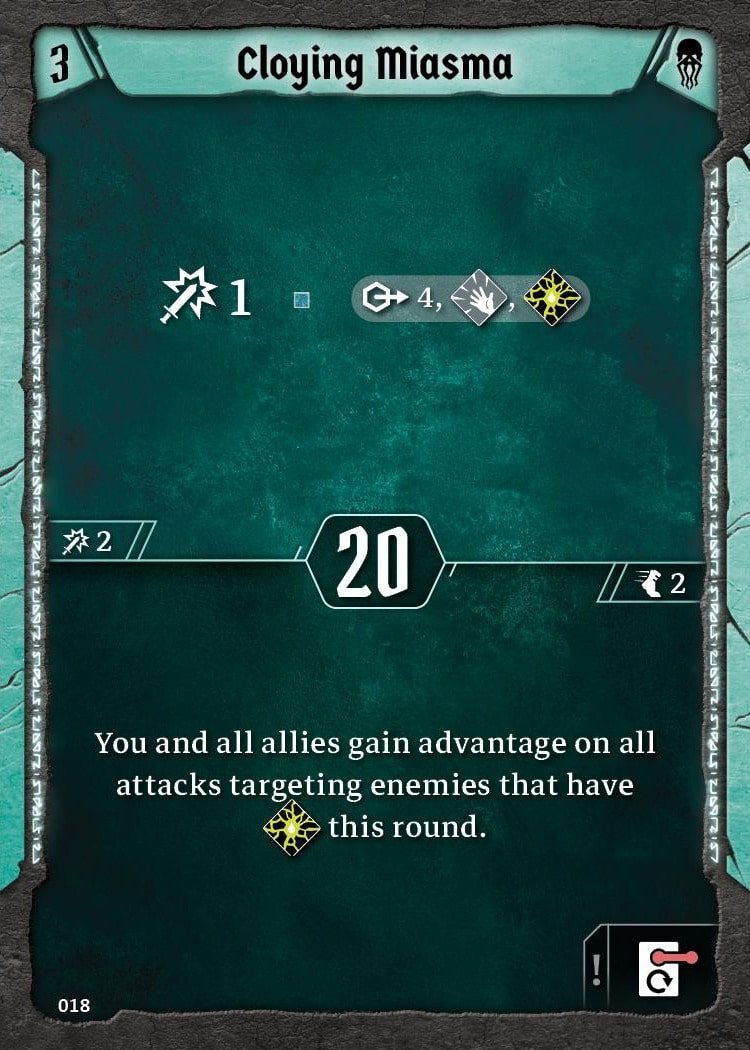 3
Cloying Miasma
1
4, ,
2
20
2
You and all allies gain advantage on all
attacks targeting enemies that have
this round.
!
018